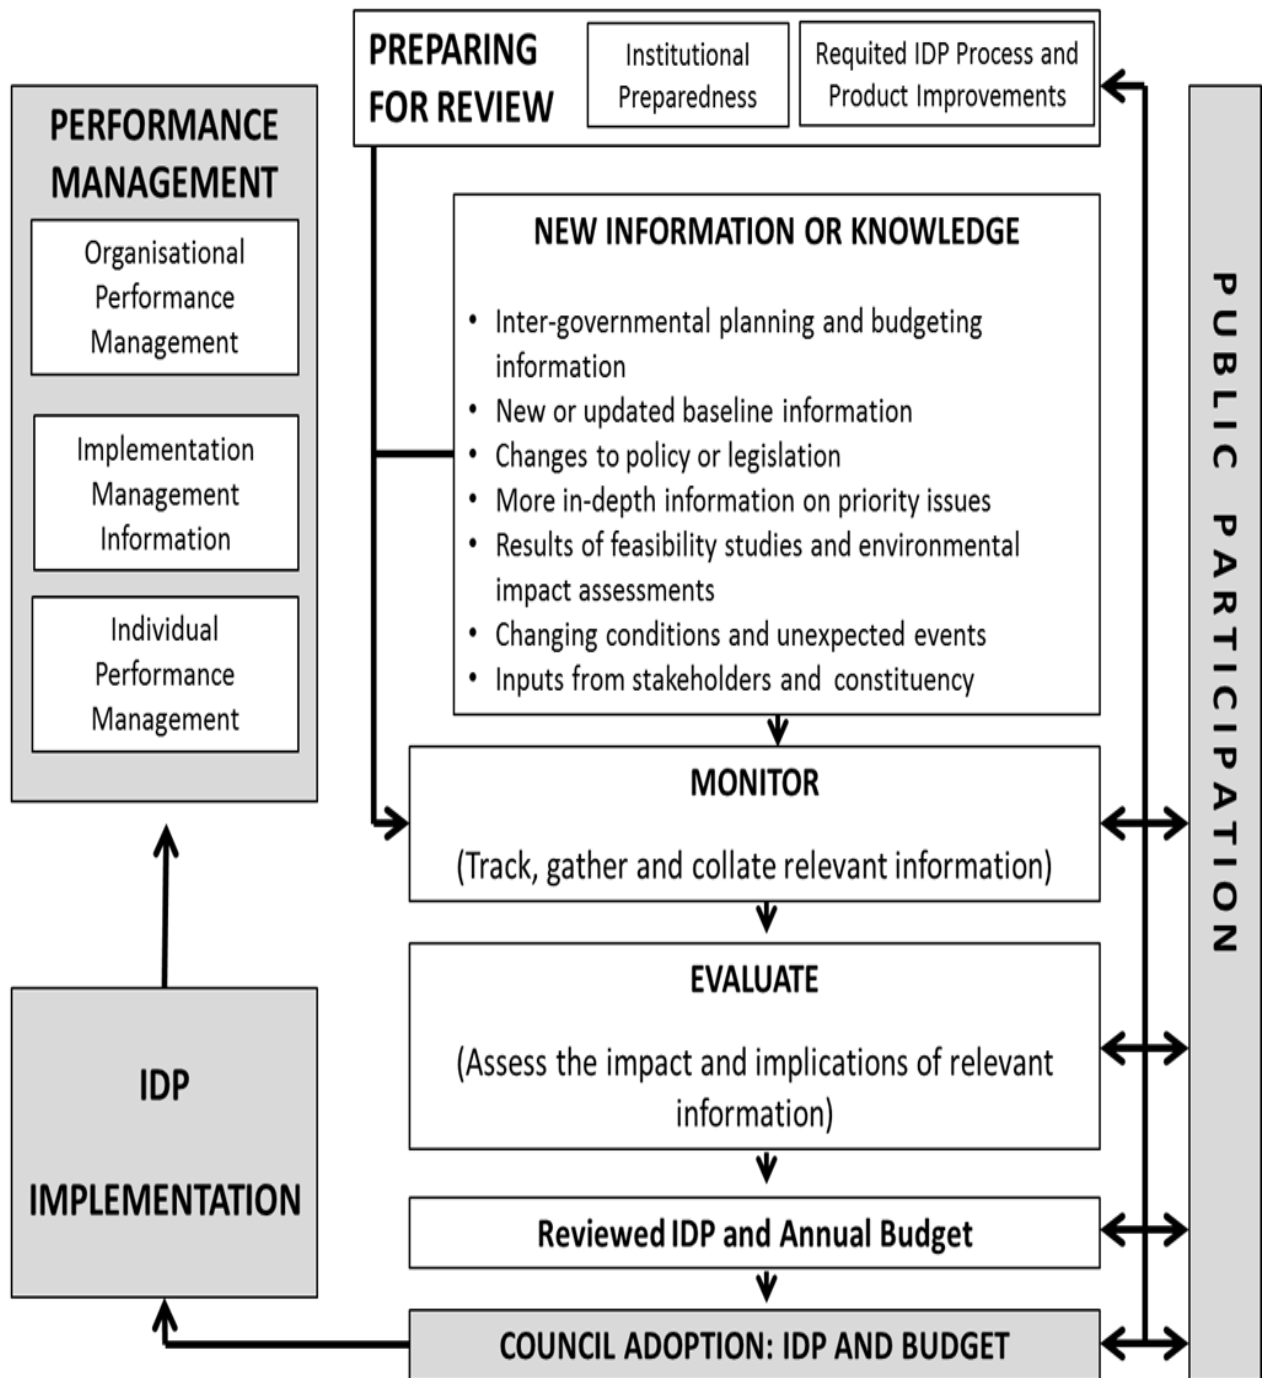 PREPARING
FOR REVIEW
Institutional
Preparedness
Requited IDP Process and
Product Improvements
PERFORMANCE
MANAGEMENT
Organisational
Performance
Management
Implementation
Management
Information
Individual
Performance
Management
NEW INFORMATION OR KNOWLEDGE
• Inter-governmental planning and budgeting
information
• New or updated baseline information
• Changes to policy or legislation
• More in-depth information on priority issues
• Results of feasibility studies and environmental
impact assessments
• Changing conditions and unexpected events
• Inputs from stakeholders and constituency
MONITOR
(Track, gather and collate relevant information)
EVALUATE
(Assess the impact and implications of relevant
information)
Reviewed IDP and Annual Budget
COUNCIL ADOPTION: IDP AND BUDGET
IDP
IMPLEMENTATION
PUBLIC PARTICIPATION